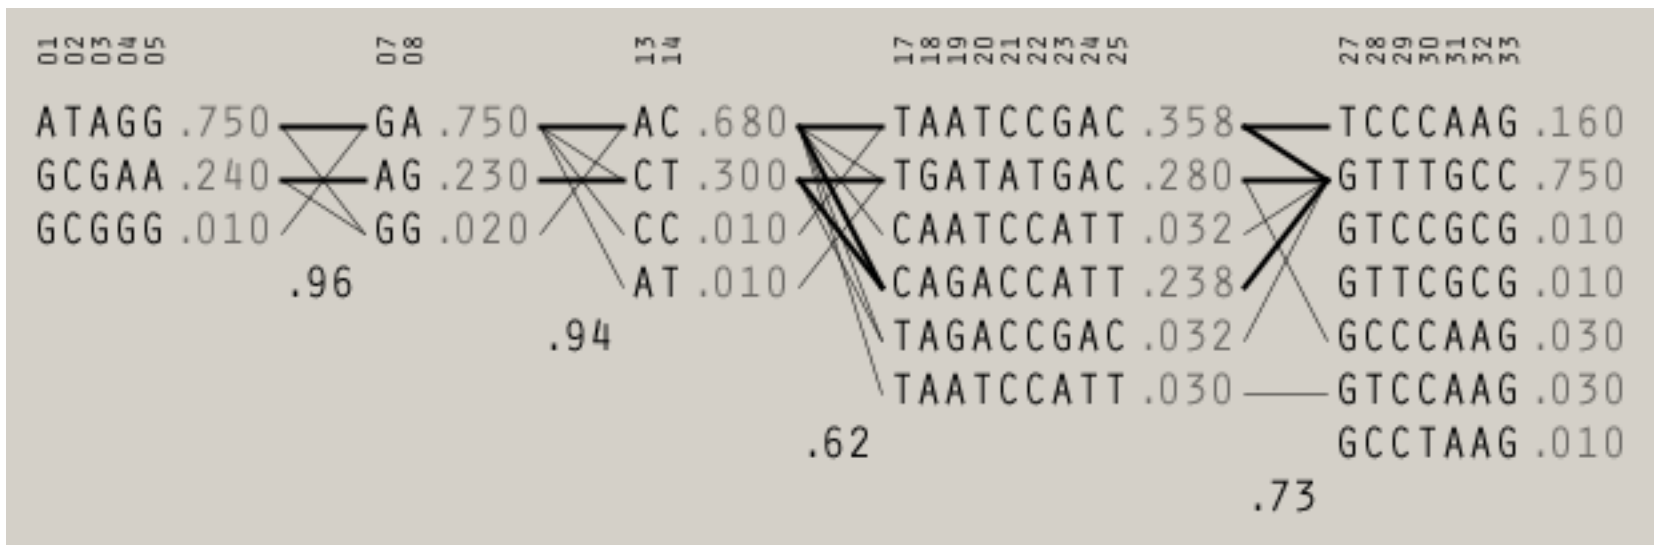 01 02 03 04 05 07 08 13 14 17 18 19 20 21 22 23 24 25 27 28 29 30 31 32 33
ATAGG .750 GA .750 AC .680 TAATCCGAC .358 TCCCAAG .160
GCGAA .240 AG .230 CT .300 TGATATGAC .280 GTTTGCC .750
GCGGG .010 GG .020 CC .010 CAATCCATT .032 GTCCGCG .010
.96 AT .010 CAGACCATT .238 GTTCGCG .010
.94 TAGACCGAC .032 GCCCAAG .030
TAATCCATT .030 GTCCAAG .030
.62 GCCTAAG .010
.73